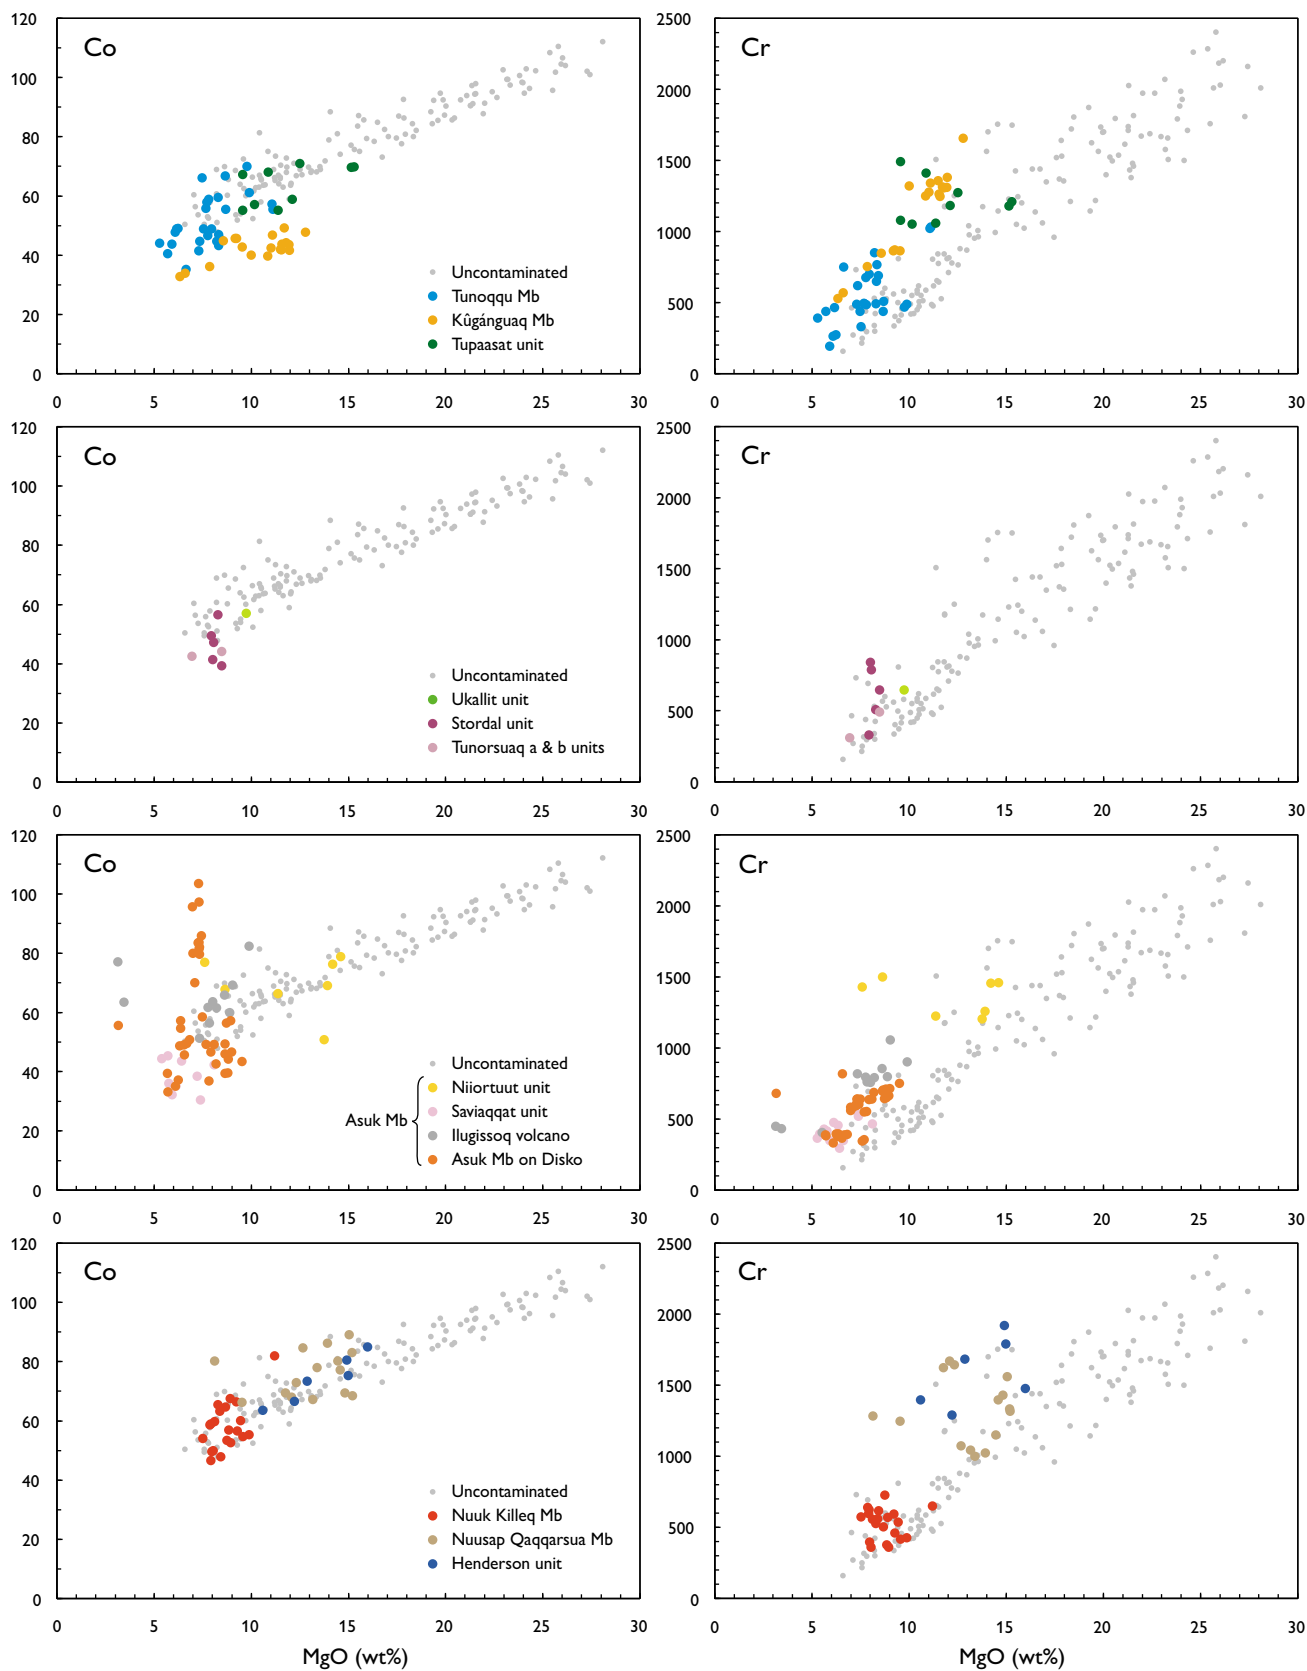 120
100
80
60
40
20
0
Co
Uncontaminated
Tunoqqu Mb
Kûgánguaq Mb
Tupaasat unit
0 5 10 15 20 25 30
2500
2000
1500
1000
500
0
Cr
0 5 10 15 20 25 30
120
100
80
60
40
20
0
Co
Uncontaminated
Ukallit unit
Stordal unit
Tunorsuaq a & b units
0 5 10 15 20 25 30
2500
2000
1500
1000
500
0
Cr
0 5 10 15 20 25 30
120
100
80
60
40
20
0
Co
Uncontaminated
Asuk Mb
Niiortuut unit
Saviaqqat unit
Ilugissoq volcano
Asuk Mb on Disko
0 5 10 15 20 25 30
2500
2000
1500
1000
500
0
Cr
0 5 10 15 20 25 30
120
100
80
60
40
20
0
Co
Uncontaminated
Nuuk Killeq Mb
Nuusap Qaqqarsua Mb
Henderson unit
0 5 10 15 20 25 30
MgO (wt%)
2500
2000
1500
1000
500
0
Cr
0 5 10 15 20 25 30
MgO (wt%)